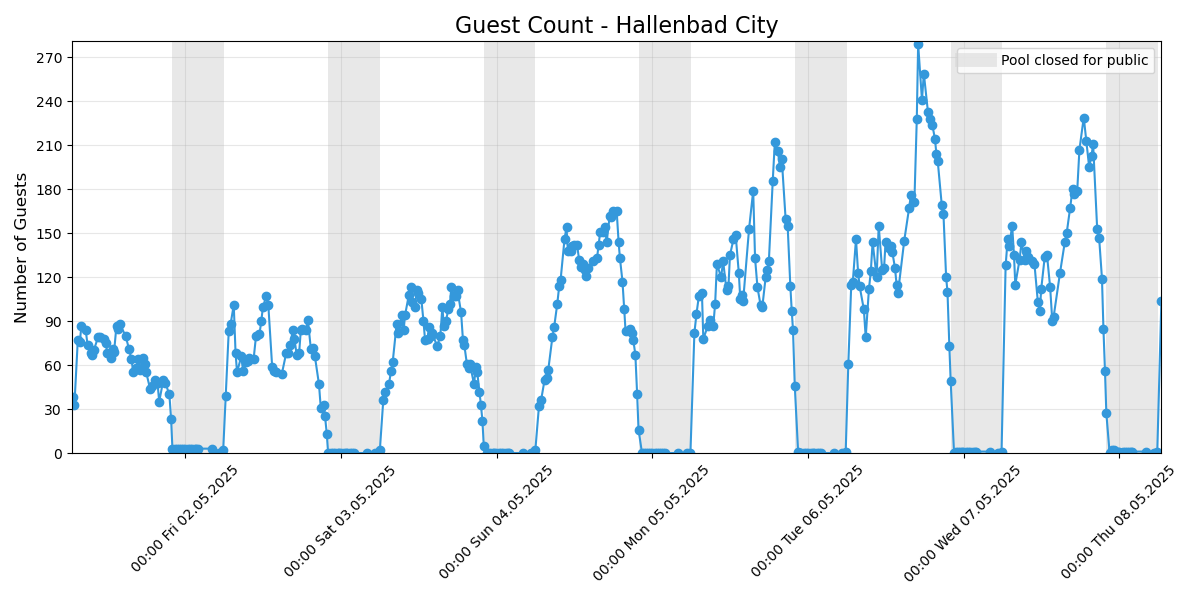 Guest Count - Hallenbad City
Pool closed for public
Number of Guests
270
240
210
180
150
120
90
60
30
0
00:00 Fri 02.05.2025
00:00 Sat 03.05.2025
00:00 Sun 04.05.2025
00:00 Mon 05.05.2025
00:00 Tue 06.05.2025
00:00 Wed 07.05.2025
00:00 Thu 08.05.2025